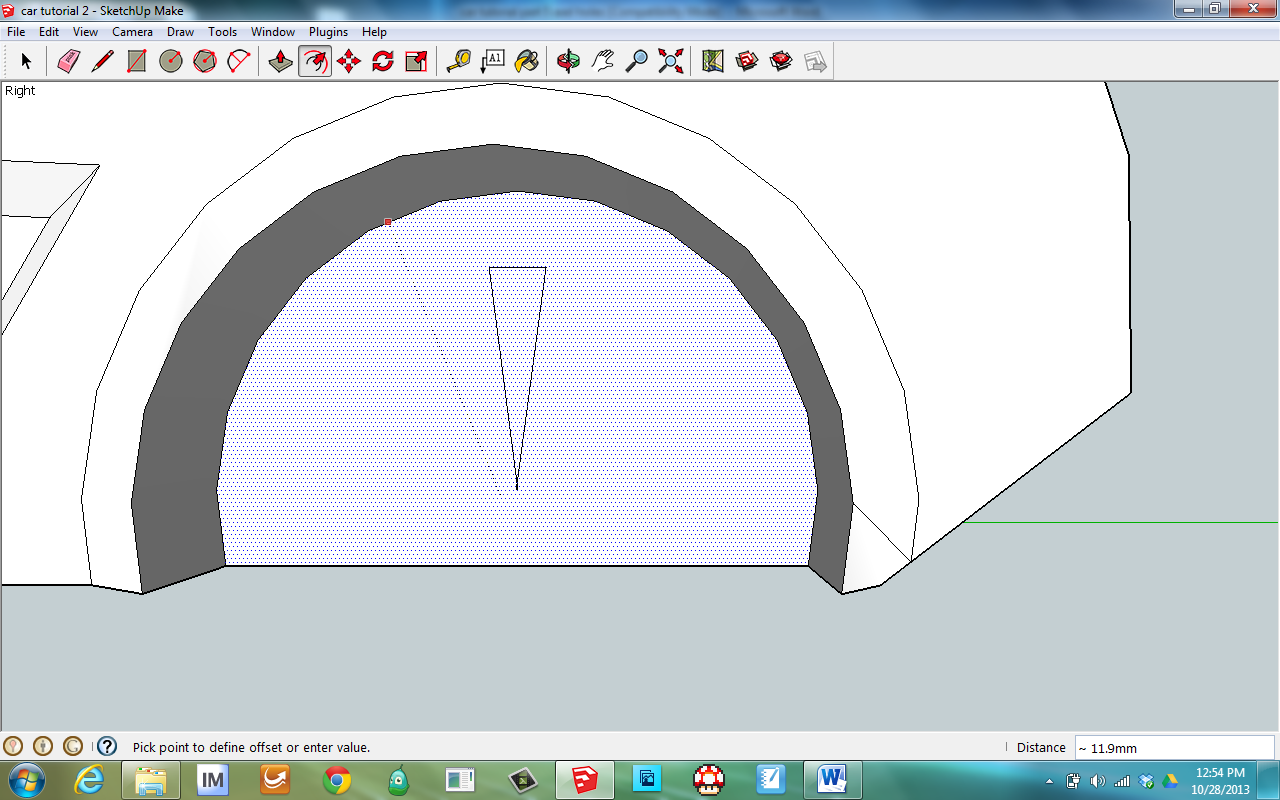 car tutorial 2 - SketchUp Make
File Edit View Camera Draw Tools Window Plugins Help
A1
Right
Pick point to define offset or enter value.
Distance ~ 11.9mm
IM
W
12:54 PM
10/28/2013